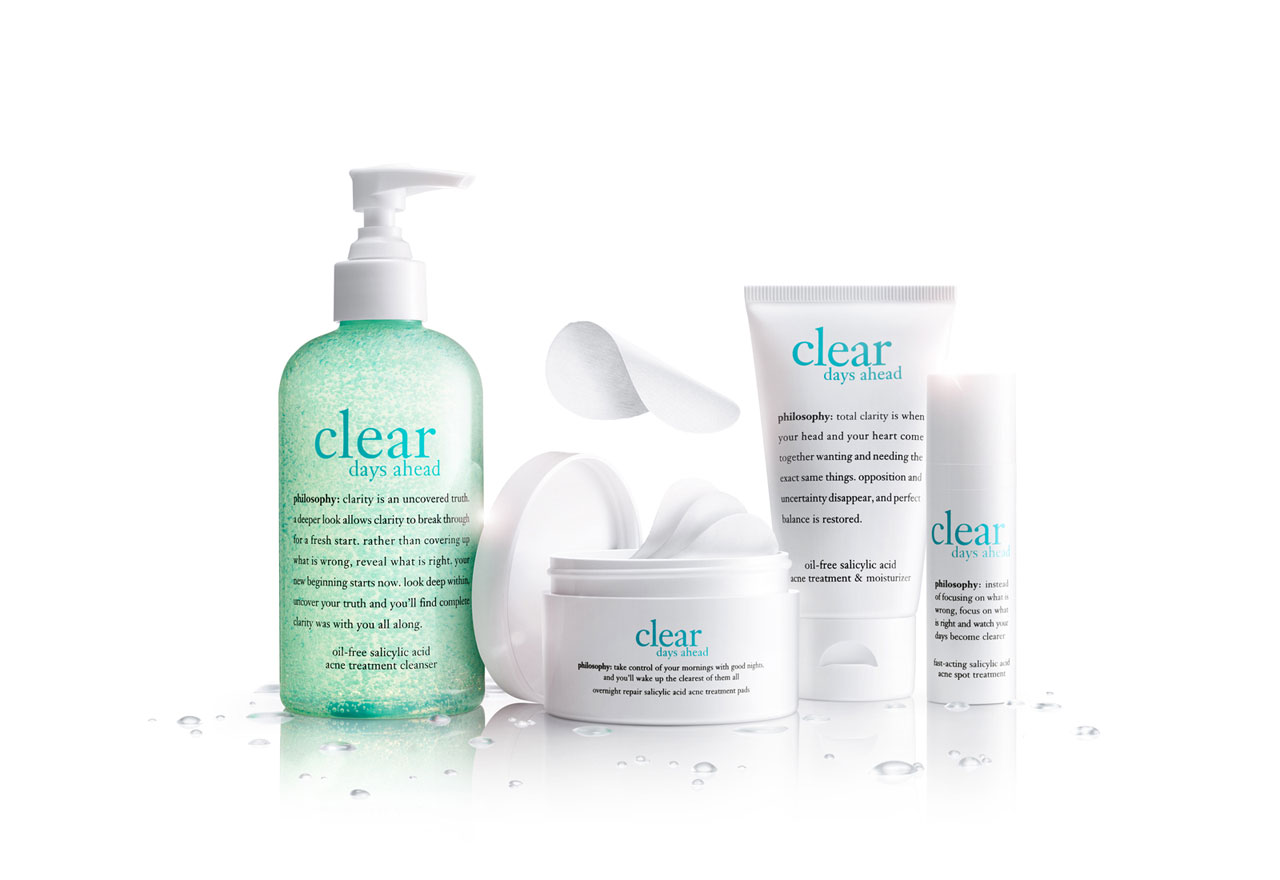 clear
days ahead
philosophy: clarity is an uncovered truth.
a deeper look allows clarity to break through
for a fresh start. rather than covering up
what is wrong, reveal what is right. your
new beginning starts now. look deep within,
uncover your truth and you'll find complete
clarity was with you all along.
oil-free salicylic acid
acne treatment cleanser
clear
days ahead
philosophy: take control of your mornings with good nights,
and you'll wake up the clearest of them all
overnight repair salicylic acid acne treatment pads
clear
days ahead
philosophy: total clarity is when
your head and your heart come
together wanting and needing the
exact same things. opposition and
uncertainty disappear, and perfect
balance is restored.
oil-free salicylic acid
acne treatment & moisturizer
clear
days ahead
philosophy: instead
of focusing on what is
wrong, focus on what
is right and watch your
days become clearer
fast-acting salicylic acid
acne spot treatment